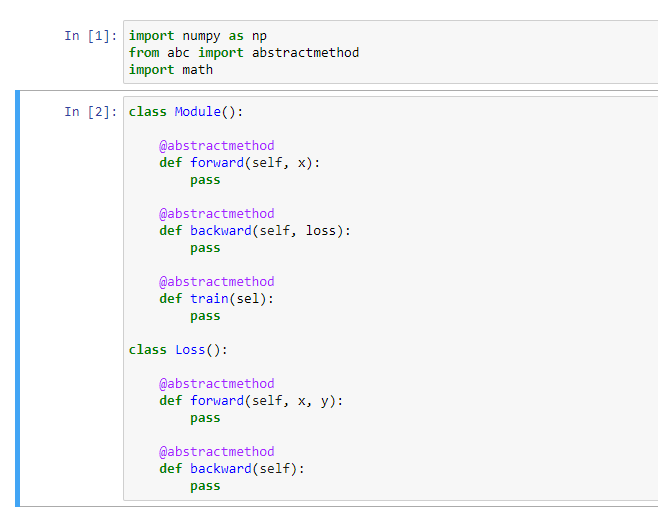 In [1]: import numpy as np
from abc import abstractmethod
import math
In [2]: class Module():
@abstractmethod
def forward(self, x):
pass
@abstractmethod
def backward(self, loss):
pass
@abstractmethod
def train(sel):
pass
class Loss():
@abstractmethod
def forward(self, x, y):
pass
@abstractmethod
def backward(self):
pass